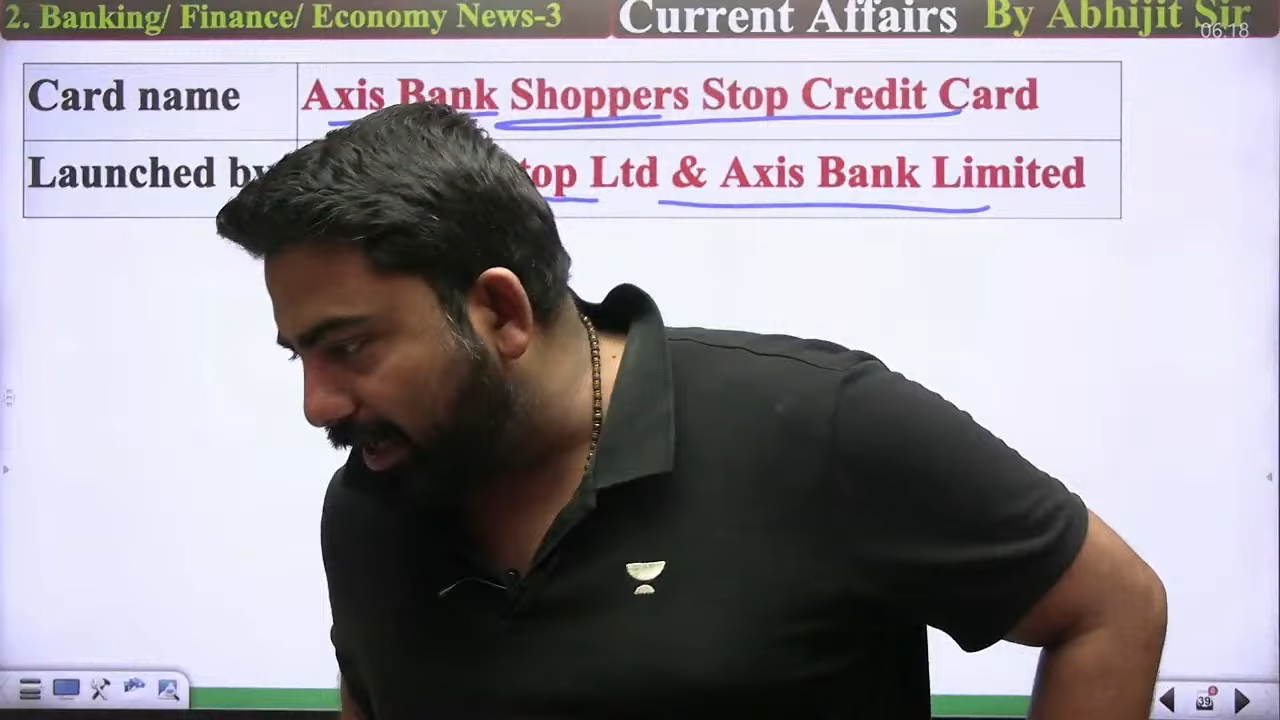 2. Banking/ Finance/ Economy News-3
Current Affairs
By Abhijit Sir
06:18
Card name
Axis Bank Shoppers Stop Credit Card
Launched by
Ltd & Axis Bank Limited
39